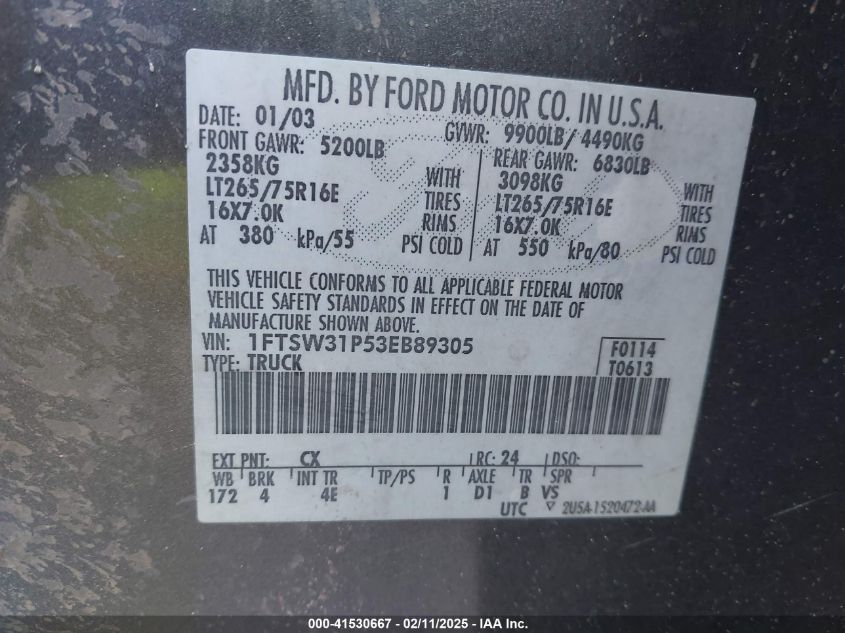 MFD. BY FORD MOTOR CO. IN U.S.A.
DATE: 01/03 GVWR: 9900LB/ 4490KG
FRONT GAWR: 5200LB REAR GAWR: 6830LB
2358KG WITH 3098KG WITH
LT265/75R16E TIRES LT265/75R16E TIRES
16X7.0K RIMS 16X7.0K RIMS
AT 380 kPa/55 PSI COLD AT 550 kPa/80 PSI COLD
THIS VEHICLE CONFORMS TO ALL APPLICABLE FEDERAL MOTOR
VEHICLE SAFETY STANDARDS IN EFFECT ON THE DATE OF
MANUFACTURE SHOWN ABOVE.
VIN: 1FTSW31P53EB89305 F0114
TYPE: TRUCK T0613
EXT PNT: CX RC: 24 DSO:
WB BRK INT TR TP/PS R AXLE TR SPR
172 4 4E 1 D1 B VS
UTC ▽ 2U5A-1520472-AA
000-41530667 - 02/11/2025 - IAA Inc.